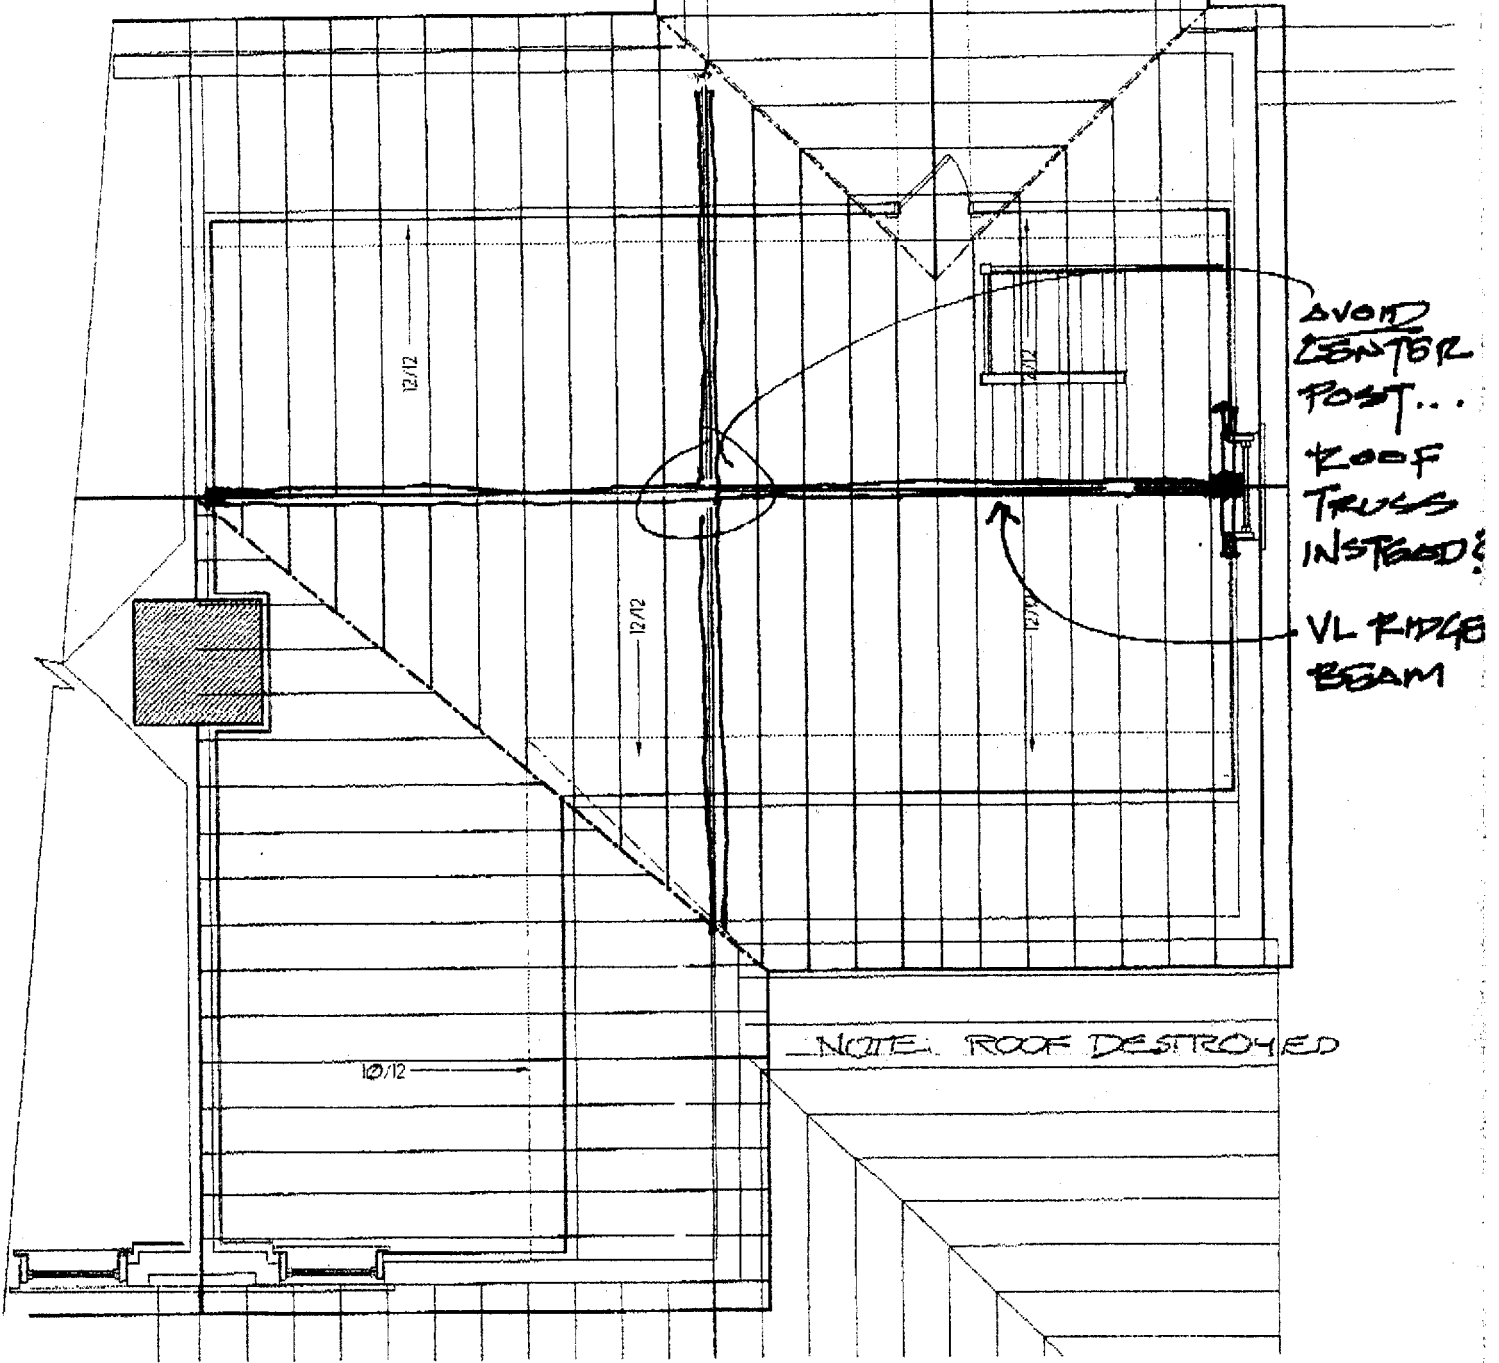 12/12
12/12
12/12
12/12
10/12
AVOID
CENTER
POST...
ROOF
TRUSS
INSTEAD?
VL RIDGE
BEAM
NOTE: ROOF DESTROYED